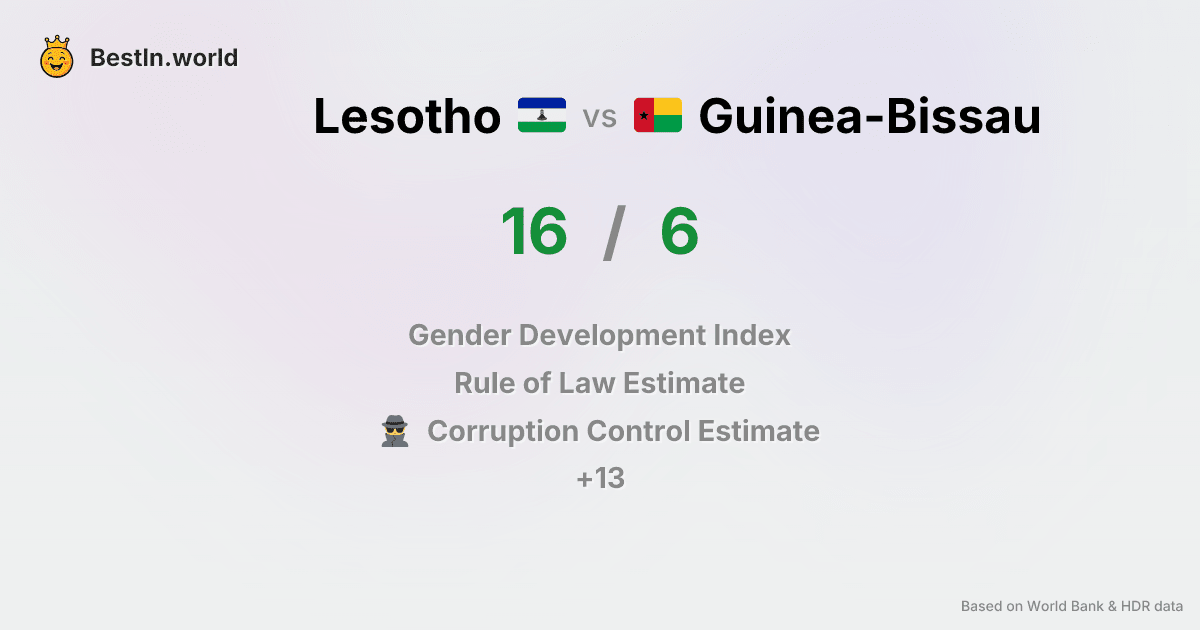 BestIn.world
Lesotho vs Guinea-Bissau
16 / 6
Gender Development Index
Rule of Law Estimate
Corruption Control Estimate
+13
Based on World Bank & HDR data